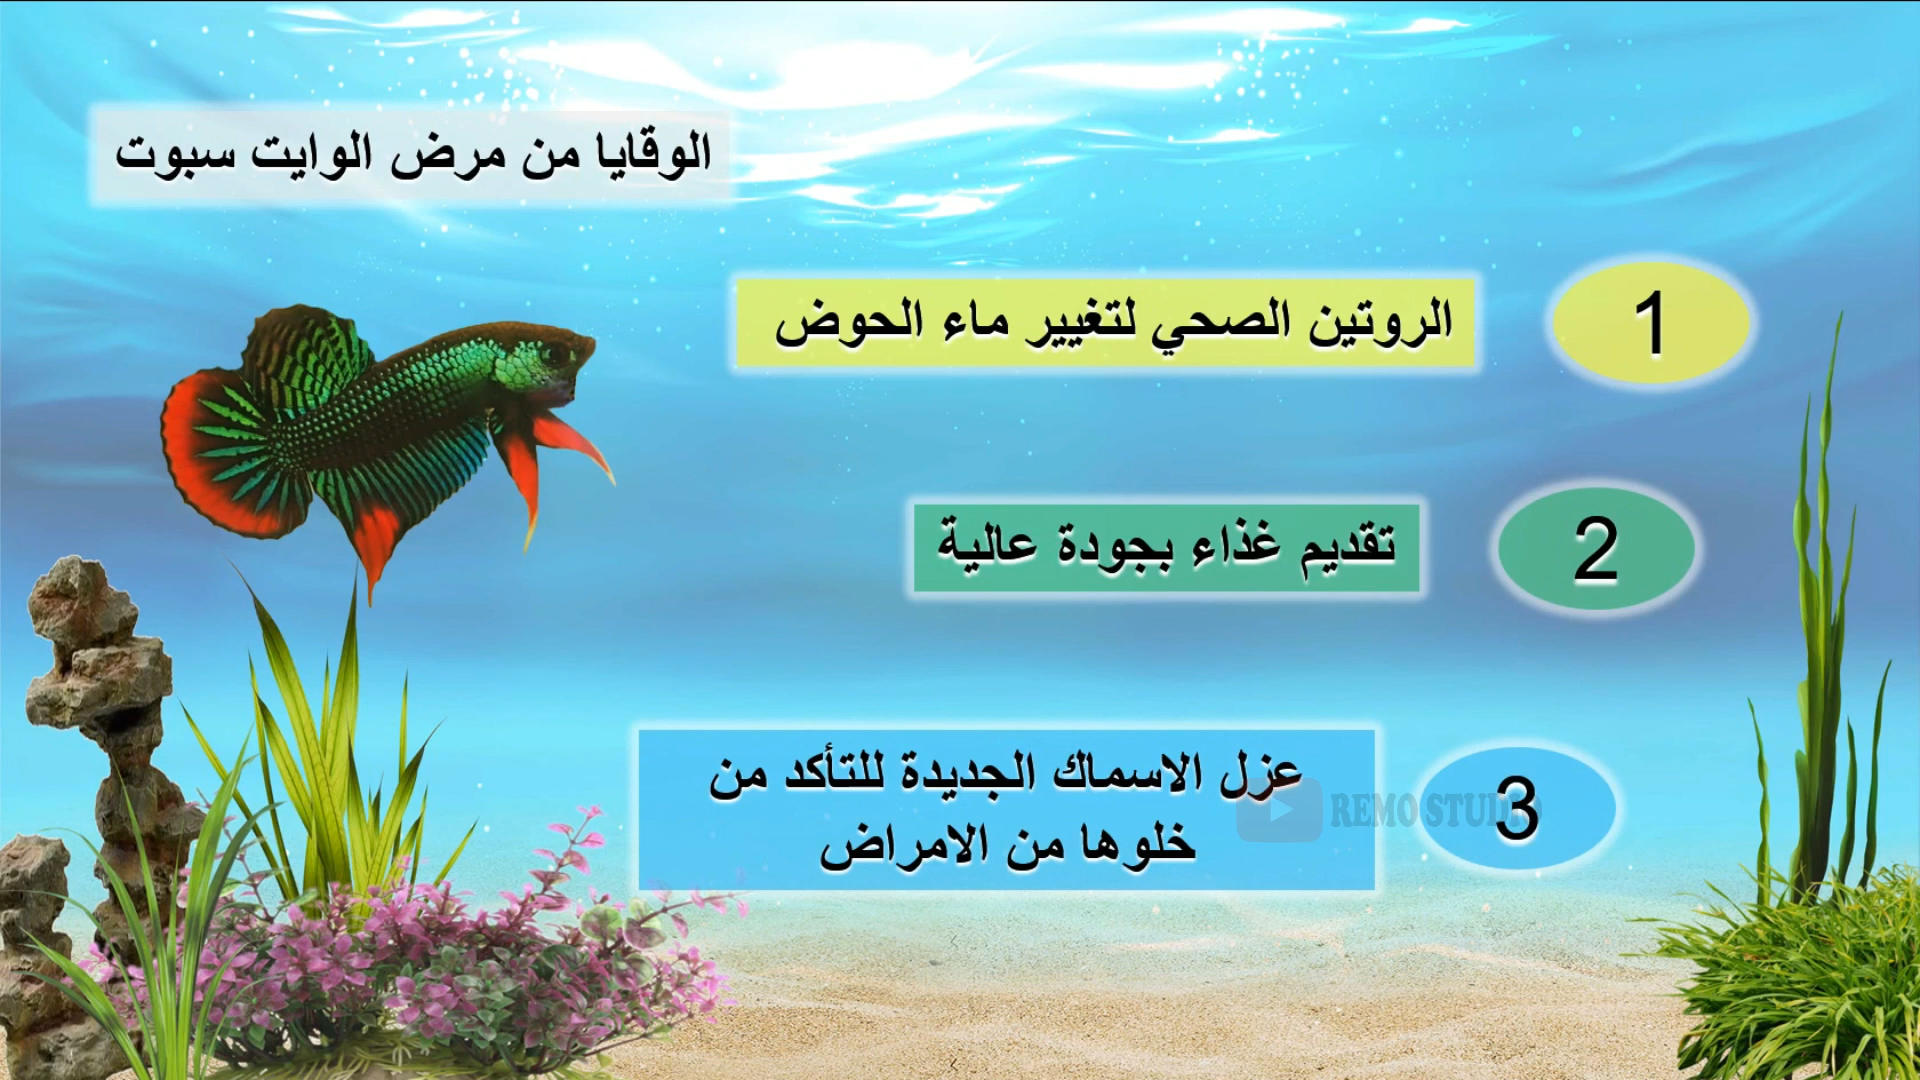 الوقايا من مرض الوايت سبوت
1
الروتين الصحي لتغيير ماء الحوض
2
تقديم غذاء بجودة عالية
3
عزل الاسماك الجديدة للتأكد من
خلوها من الامراض
REMO STUDIO